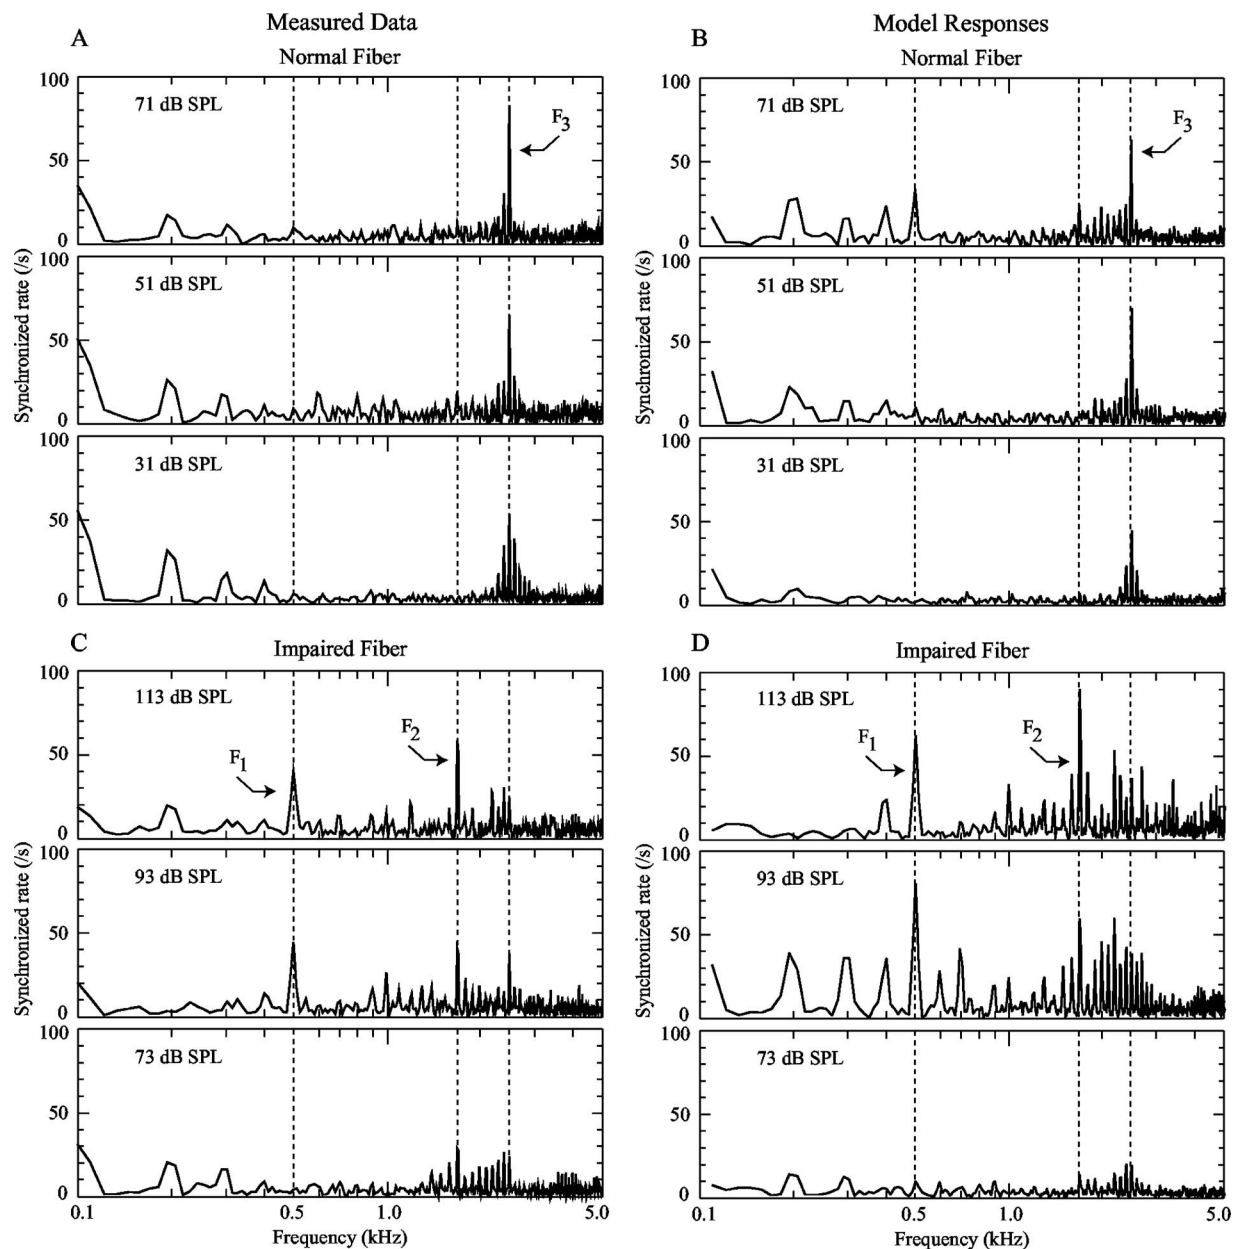 Measured Data
Model Responses
A
Normal Fiber
B
Normal Fiber
100
71 dB SPL
F3
50
0
100
71 dB SPL
F3
50
0
Synchronized rate (/s)
Synchronized rate (/s)
100
51 dB SPL
50
0
100
51 dB SPL
50
0
100
31 dB SPL
50
0
100
31 dB SPL
50
0
C
Impaired Fiber
D
Impaired Fiber
100
113 dB SPL
F1
F2
50
0
100
113 dB SPL
F1
F2
50
0
Synchronized rate (/s)
Synchronized rate (/s)
100
93 dB SPL
50
0
100
93 dB SPL
50
0
100
73 dB SPL
50
0
100
73 dB SPL
50
0
0.1 0.5 1.0 5.0
Frequency (kHz)
0.1 0.5 1.0 5.0
Frequency (kHz)